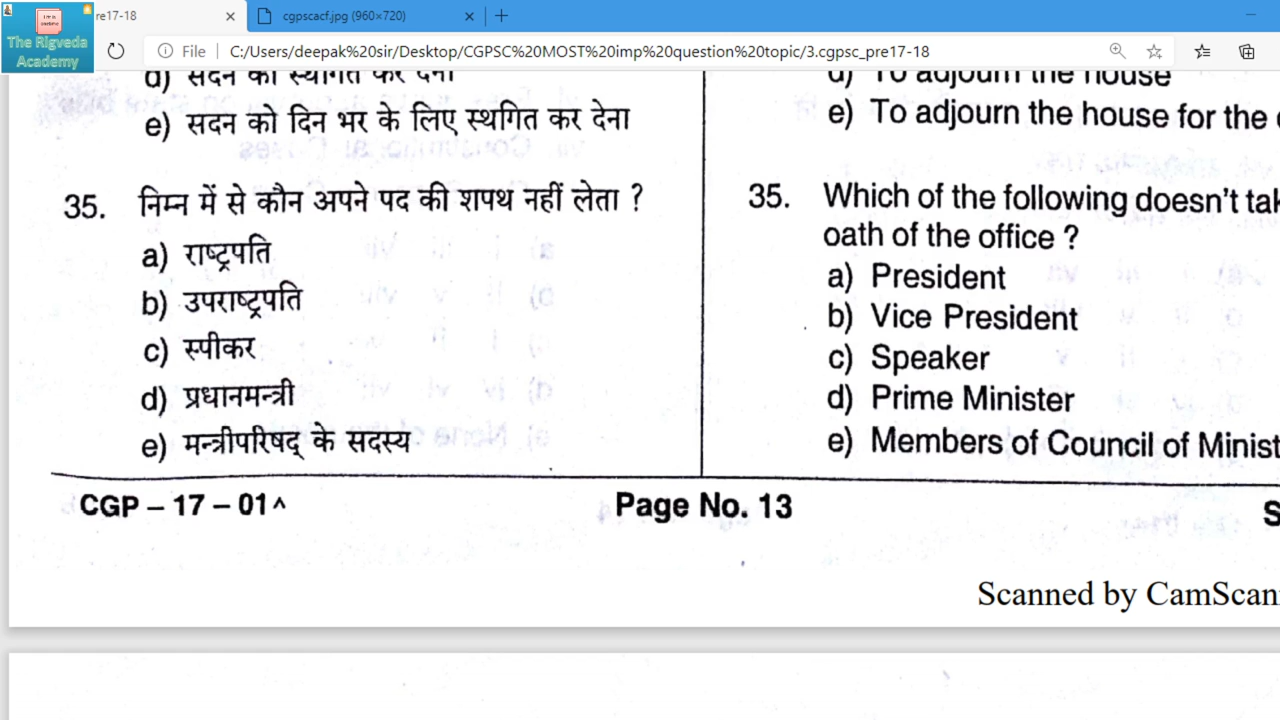 re17-18
cgpscacf.jpg (960×720)
The Rigveda
Academy
File
C:/Users/deepak%20sir/Desktop/CGPSC%20MOST%20imp%20question%20topic/3.cgpsc_pre17-18
d) सदन को स्थगित कर देना
e) सदन को दिन भर के लिए स्थगित कर देना
35. निम्न में से कौन अपने पद की शपथ नहीं लेता ?
a) राष्ट्रपति
b) उपराष्ट्रपति
c) स्पीकर
d) प्रधानमन्त्री
e) मन्त्रीपरिषद् के सदस्य
d) To adjourn the house
e) To adjourn the house for the
35. Which of the following doesn't tak
oath of the office ?
a) President
b) Vice President
c) Speaker
d) Prime Minister
e) Members of Council of Minist
CGP – 17 – 01^
Page No. 13
S
Scanned by CamScan